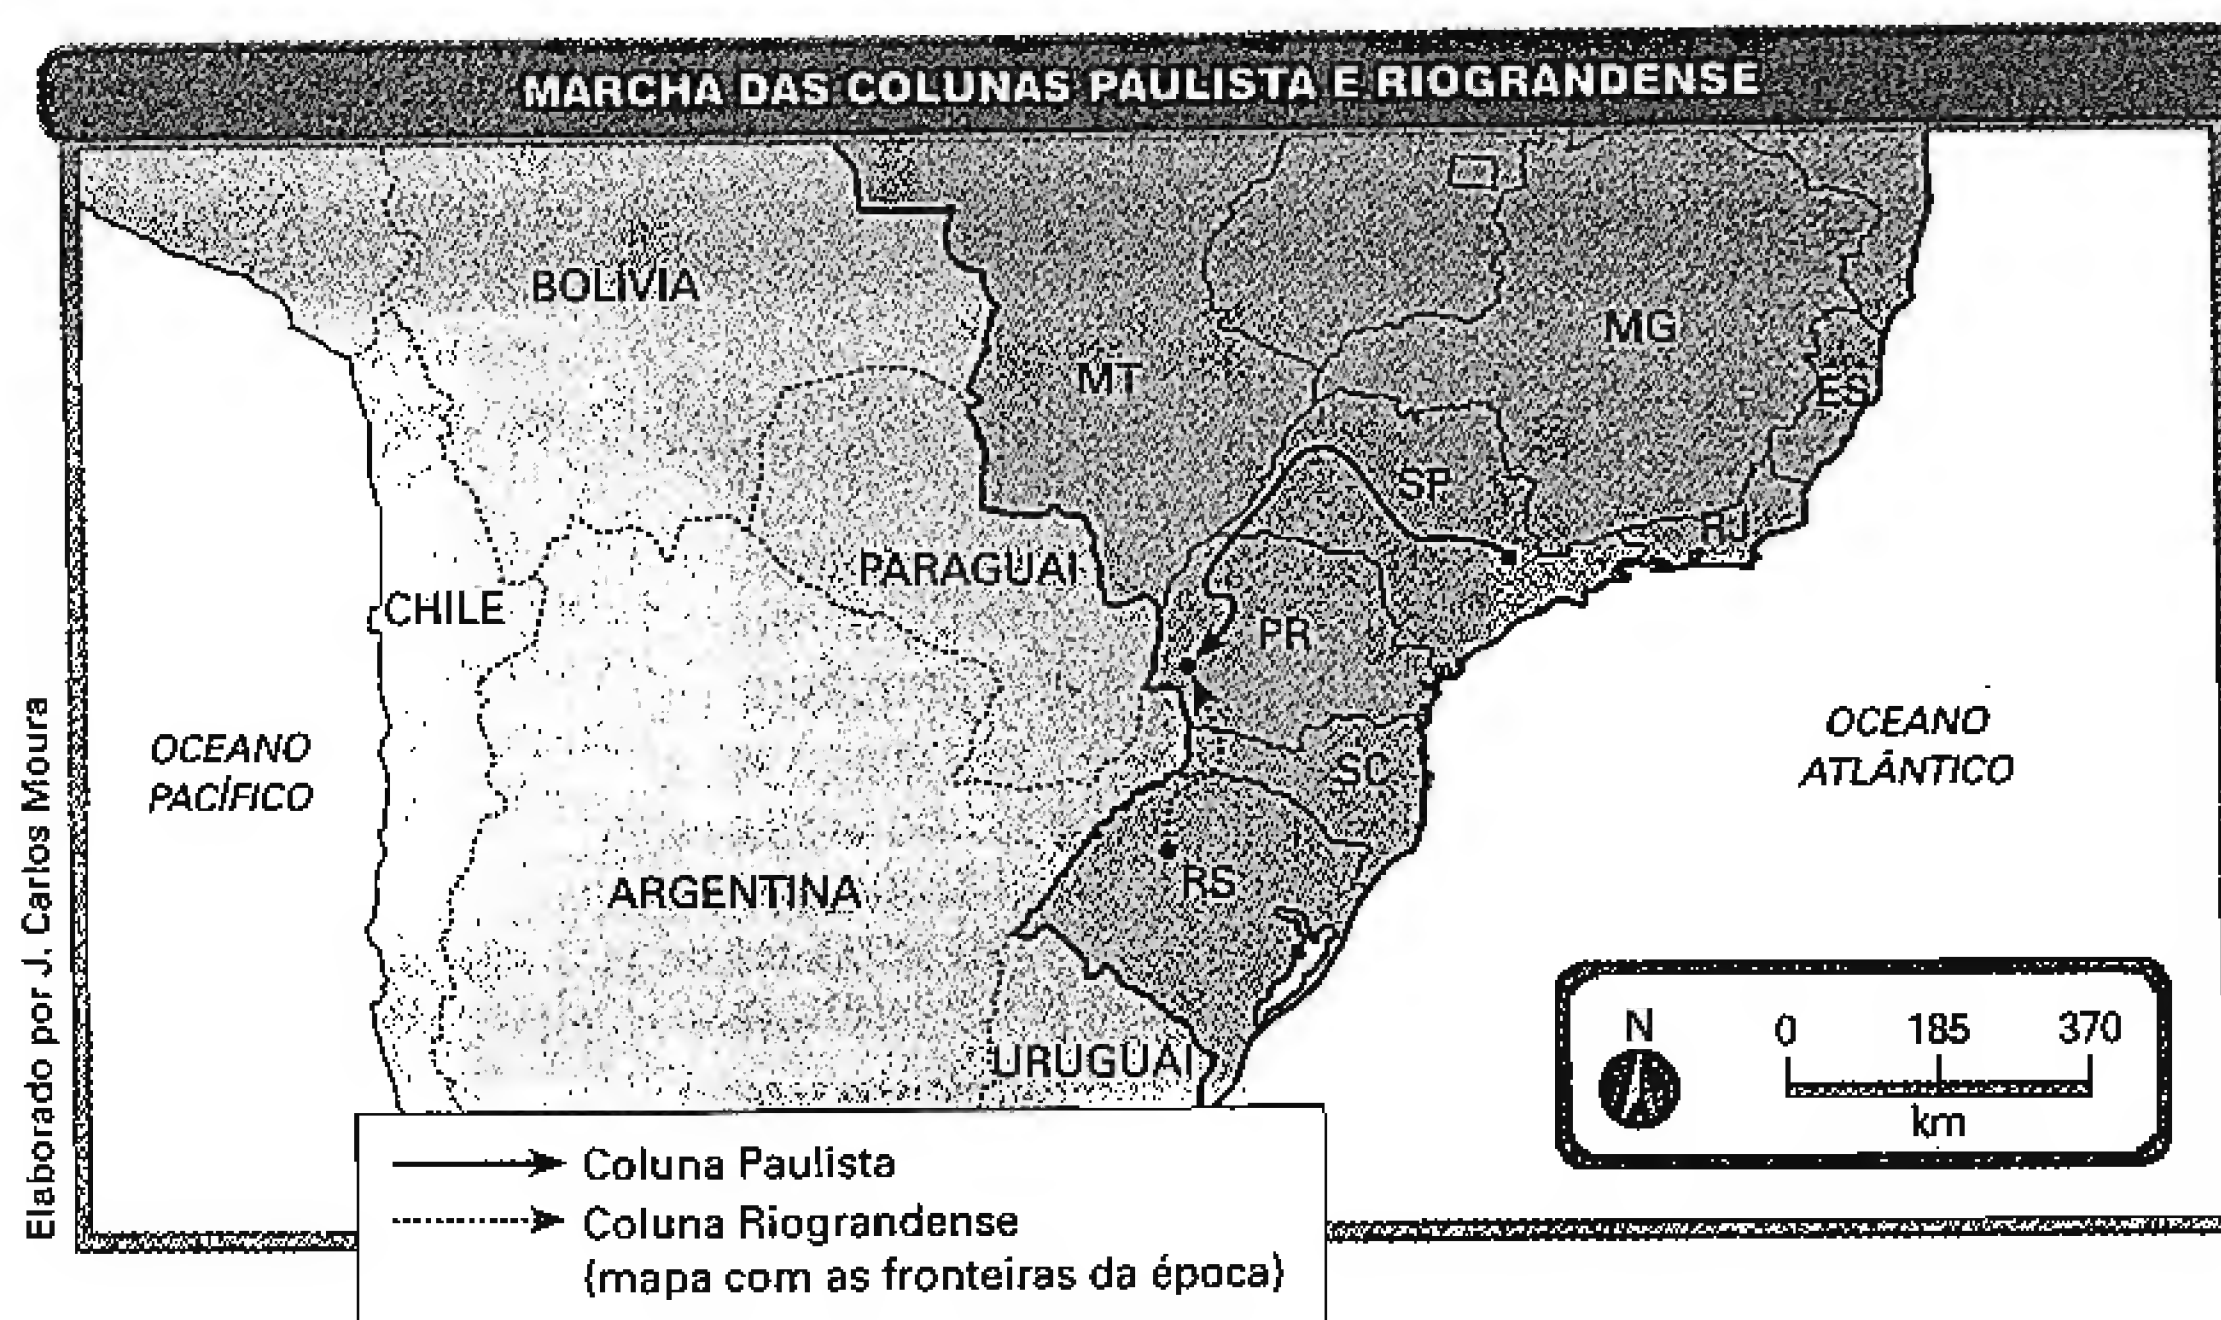 MARCHA DAS COLUNAS PAULISTA E RIOGRANDENSE
BOLÍVIA
MT
MG
ES
SP
RJ
PARAGUAI
CHILE
PR
SC
OCEANO
PACÍFICO
OCEANO
ATLÂNTICO
ARGENTINA
RS
URUGUAI
N
0 185 370
km
Coluna Paulista
Coluna Riograndense
(mapa com as fronteiras da época)
Elaborado por J. Carlos Moura